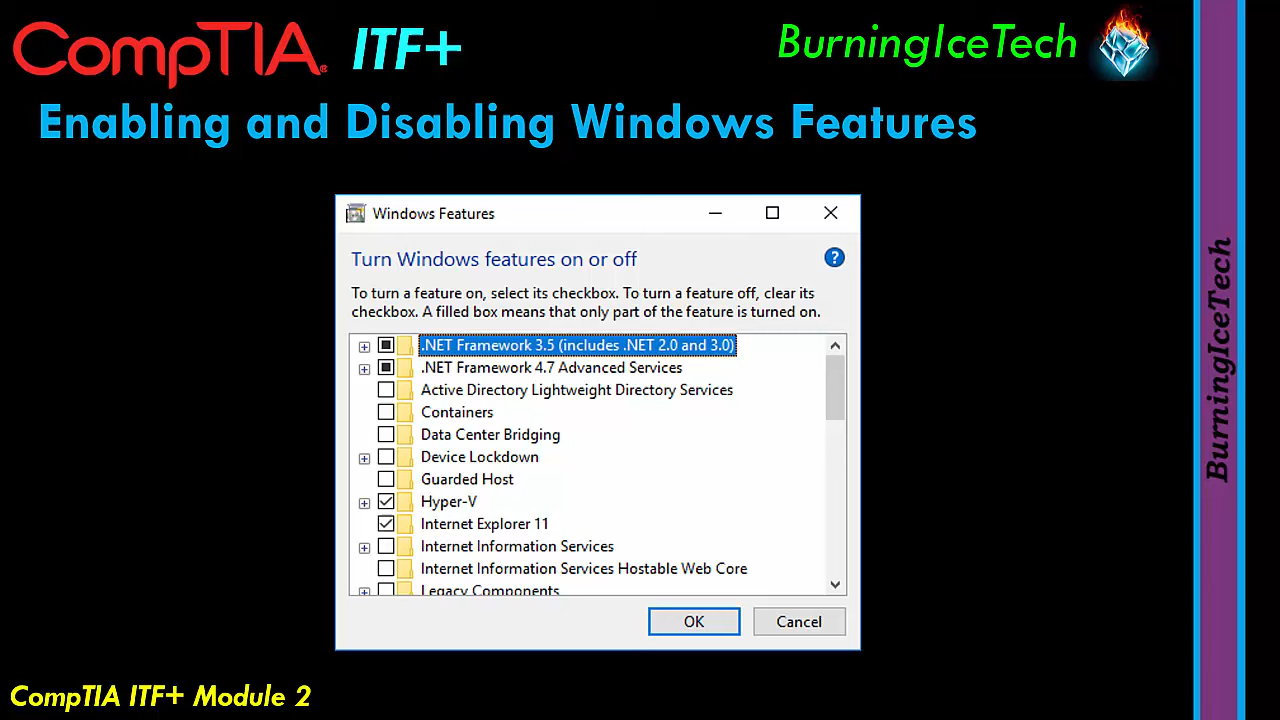 CompTIA® ITF+
BurningIceTech
Enabling and Disabling Windows Features
Windows Features
Turn Windows features on or off
?
To turn a feature on, select its checkbox. To turn a feature off, clear its
checkbox. A filled box means that only part of the feature is turned on.
.NET Framework 3.5 (includes .NET 2.0 and 3.0)
.NET Framework 4.7 Advanced Services
Active Directory Lightweight Directory Services
Containers
Data Center Bridging
Device Lockdown
Guarded Host
Hyper-V
Internet Explorer 11
Internet Information Services
Internet Information Services Hostable Web Core
Legacy Components
OK
Cancel
BurningIceTech
CompTIA ITF+ Module 2